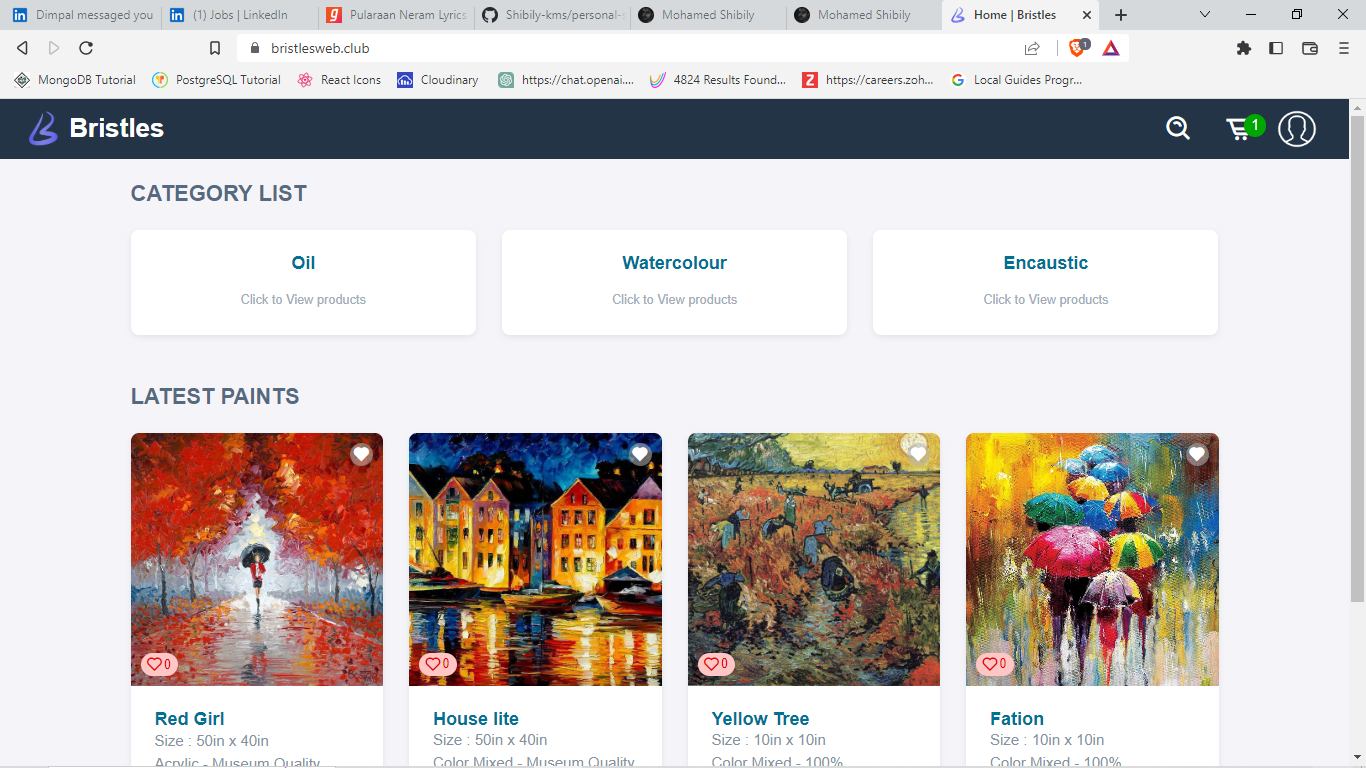 Dimpal messaged you
(1) Jobs | LinkedIn
Pularaan Neram Lyrics
Shibily-kms/personal-s
Mohamed Shibily
Mohamed Shibily
Home | Bristles
bristlesweb.club
1
MongoDB Tutorial
PostgreSQL Tutorial
React Icons
Cloudinary
https://chat.openai....
4824 Results Found...
https://careers.zoh...
Local Guides Progr...
Bristles
1
CATEGORY LIST
Oil
Click to View products
Watercolour
Click to View products
Encaustic
Click to View products
LATEST PAINTS
0
0
0
0
Red Girl
Size : 50in x 40in
Acrylic - Museum Quality
House lite
Size : 50in x 40in
Color Mixed - Museum Quality
Yellow Tree
Size : 10in x 10in
Color Mixed - 100%
Fation
Size : 10in x 10in
Color Mixed - 100%